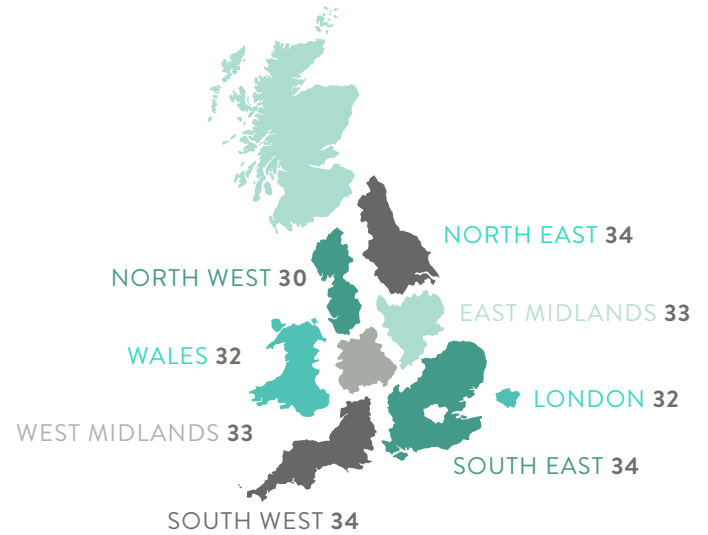 NORTH EAST 34
NORTH WEST 30
EAST MIDLANDS 33
WALES 32
LONDON 32
WEST MIDLANDS 33
SOUTH EAST 34
SOUTH WEST 34